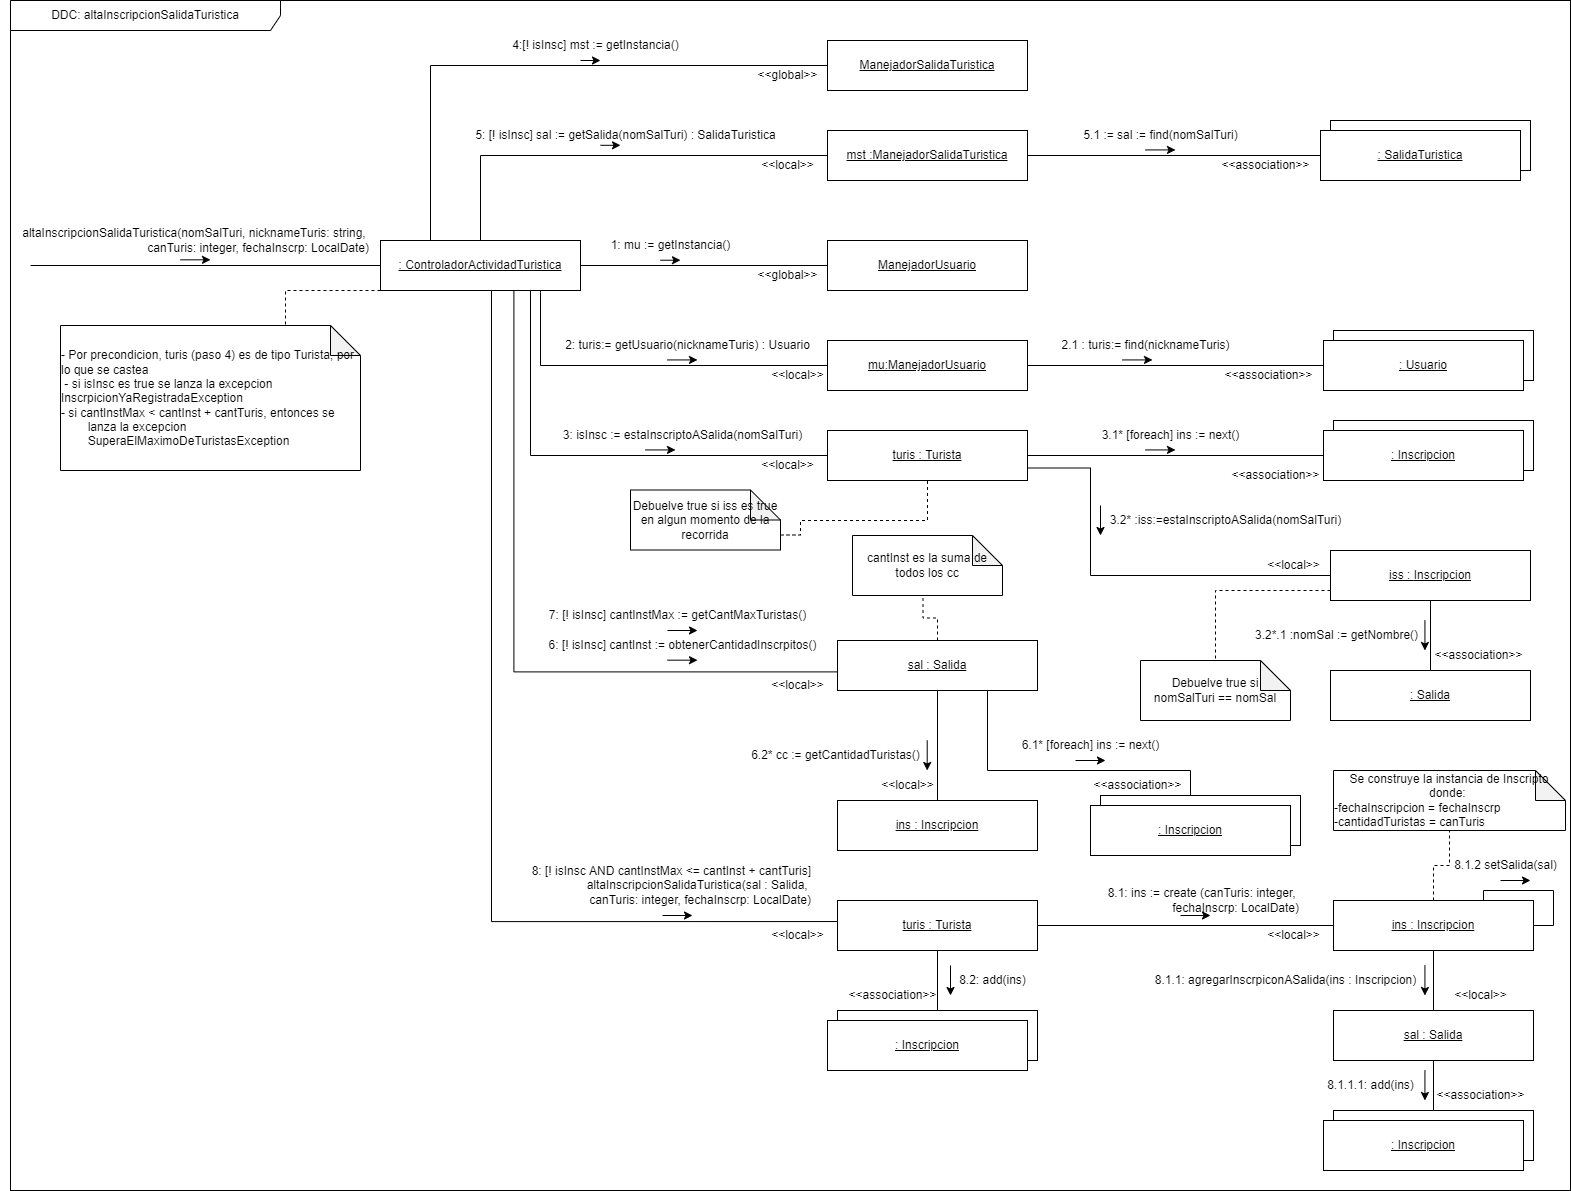 DDC: altaInscripcionSalidaTuristica
4:[! isInsc] mst := getInstancia()
<<global>>
ManejadorSalidaTuristica
5: [! isInsc] sal := getSalida(nomSalTuri) : SalidaTuristica
<<local>>
mst :ManejadorSalidaTuristica
5.1 := sal := find(nomSalTuri)
<<association>>
: SalidaTuristica
altaInscripcionSalidaTuristica(nomSalTuri, nicknameTuris: string,
canTuris: integer, fechaInscrp: LocalDate)
: ControladorActividadTuristica
1: mu := getInstancia()
<<global>>
ManejadorUsuario
- Por precondicion, turis (paso 4) es de tipo Turista, por
lo que se castea
- si isInsc es true se lanza la excepcion
InscrpicionYaRegistradaException
- si cantInstMax < cantInst + cantTuris, entonces se
lanza la excepcion
SuperaElMaximoDeTuristasException
2: turis:= getUsuario(nicknameTuris) : Usuario
<<local>>
mu:ManejadorUsuario
2.1 : turis:= find(nicknameTuris)
<<association>>
: Usuario
3: isInsc := estaInscriptoASalida(nomSalTuri)
<<local>>
turis : Turista
3.1* [foreach] ins := next()
<<association>>
: Inscripcion
Debuelve true si iss es true
en algun momento de la
recorrida
3.2* :iss:=estaInscriptoASalida(nomSalTuri)
<<local>>
iss : Inscripcion
cantInst es la suma de
todos los cc
7: [! isInsc] cantInstMax := getCantMaxTuristas()
6: [! isInsc] cantInst := obtenerCantidadInscrpitos()
<<local>>
sal : Salida
3.2*.1 :nomSal := getNombre()
<<association>>
: Salida
Debuelve true si
nomSalTuri == nomSal
6.2* cc := getCantidadTuristas()
<<local>>
ins : Inscripcion
6.1* [foreach] ins := next()
<<association>>
: Inscripcion
Se construye la instancia de Inscripto
donde:
-fechaInscripcion = fechaInscrp
-cantidadTuristas = canTuris
8: [! isInsc AND cantInstMax <= cantInst + cantTuris]
altaInscripcionSalidaTuristica(sal : Salida,
canTuris: integer, fechaInscrp: LocalDate)
<<local>>
turis : Turista
8.1: ins := create (canTuris: integer,
fechaInscrp: LocalDate)
<<local>>
ins : Inscripcion
8.1.2 setSalida(sal)
8.2: add(ins)
<<association>>
: Inscripcion
8.1.1: agregarInscrpiconASalida(ins : Inscripcion)
<<local>>
sal : Salida
8.1.1.1: add(ins)
<<association>>
: Inscripcion